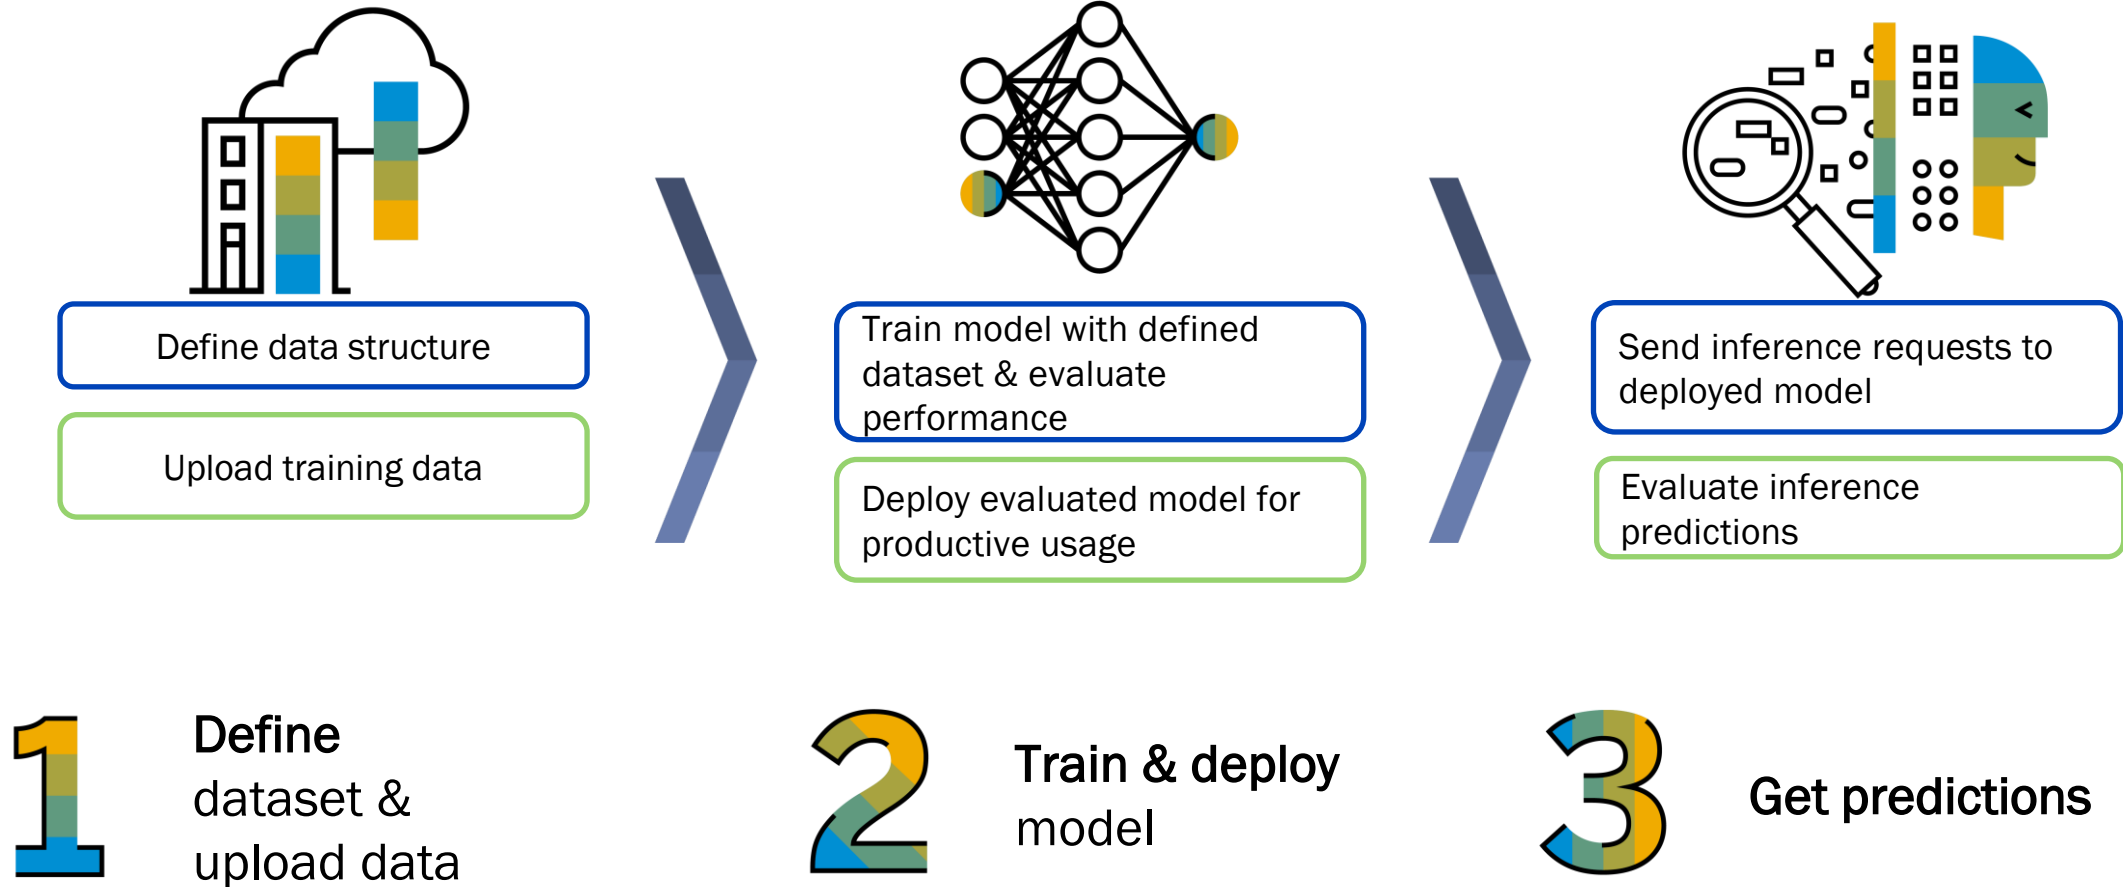 Define data structure
Upload training data
Train model with defined
dataset & evaluate
performance
Deploy evaluated model for
productive usage
Send inference requests to
deployed model
Evaluate inference
predictions
1
Define
dataset &
upload data
2
Train & deploy
model
3
Get predictions